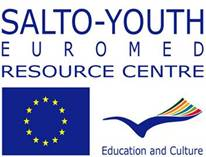 SALTO-YOUTH
EUROMED
RESOURCE CENTRE
Education and Culture